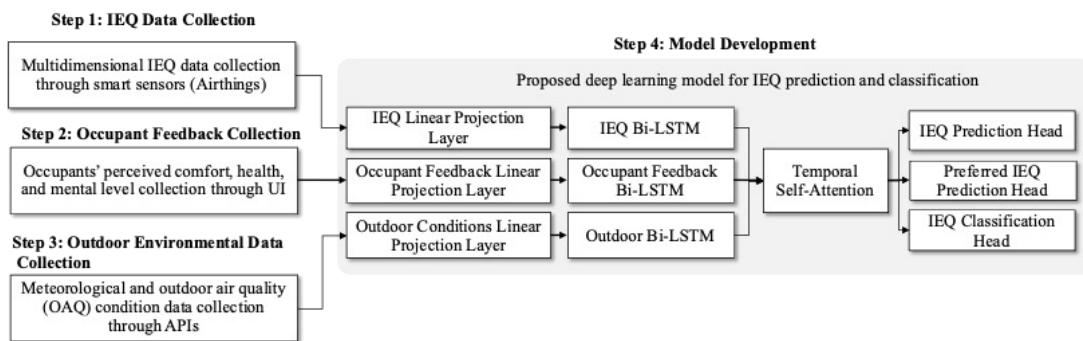 Step 1: IEQ Data Collection
Multidimensional IEQ data collection
through smart sensors (Airthings)
Step 2: Occupant Feedback Collection
Occupants' perceived comfort, health,
and mental level collection through UI
Step 3: Outdoor Environmental Data
Collection
Meteorological and outdoor air quality
(OAQ) condition data collection
through APIs
Step 4: Model Development
Proposed deep learning model for IEQ prediction and classification
IEQ Linear Projection
Layer
IEQ Bi-LSTM
Occupant Feedback Linear
Projection Layer
Occupant Feedback
Bi-LSTM
Outdoor Conditions Linear
Projection Layer
Outdoor Bi-LSTM
Temporal
Self-Attention
IEQ Prediction Head
Preferred IEQ
Prediction Head
IEQ Classification
Head